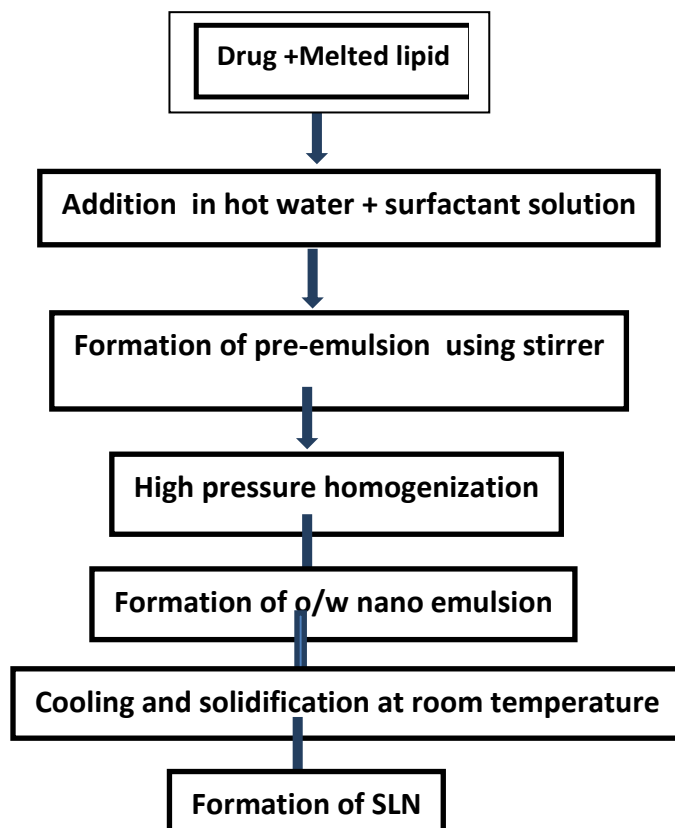 Drug +Melted lipid
Addition in hot water + surfactant solution
Formation of pre-emulsion using stirrer
High pressure homogenization
Formation of o/w nano emulsion
Cooling and solidification at room temperature
Formation of SLN